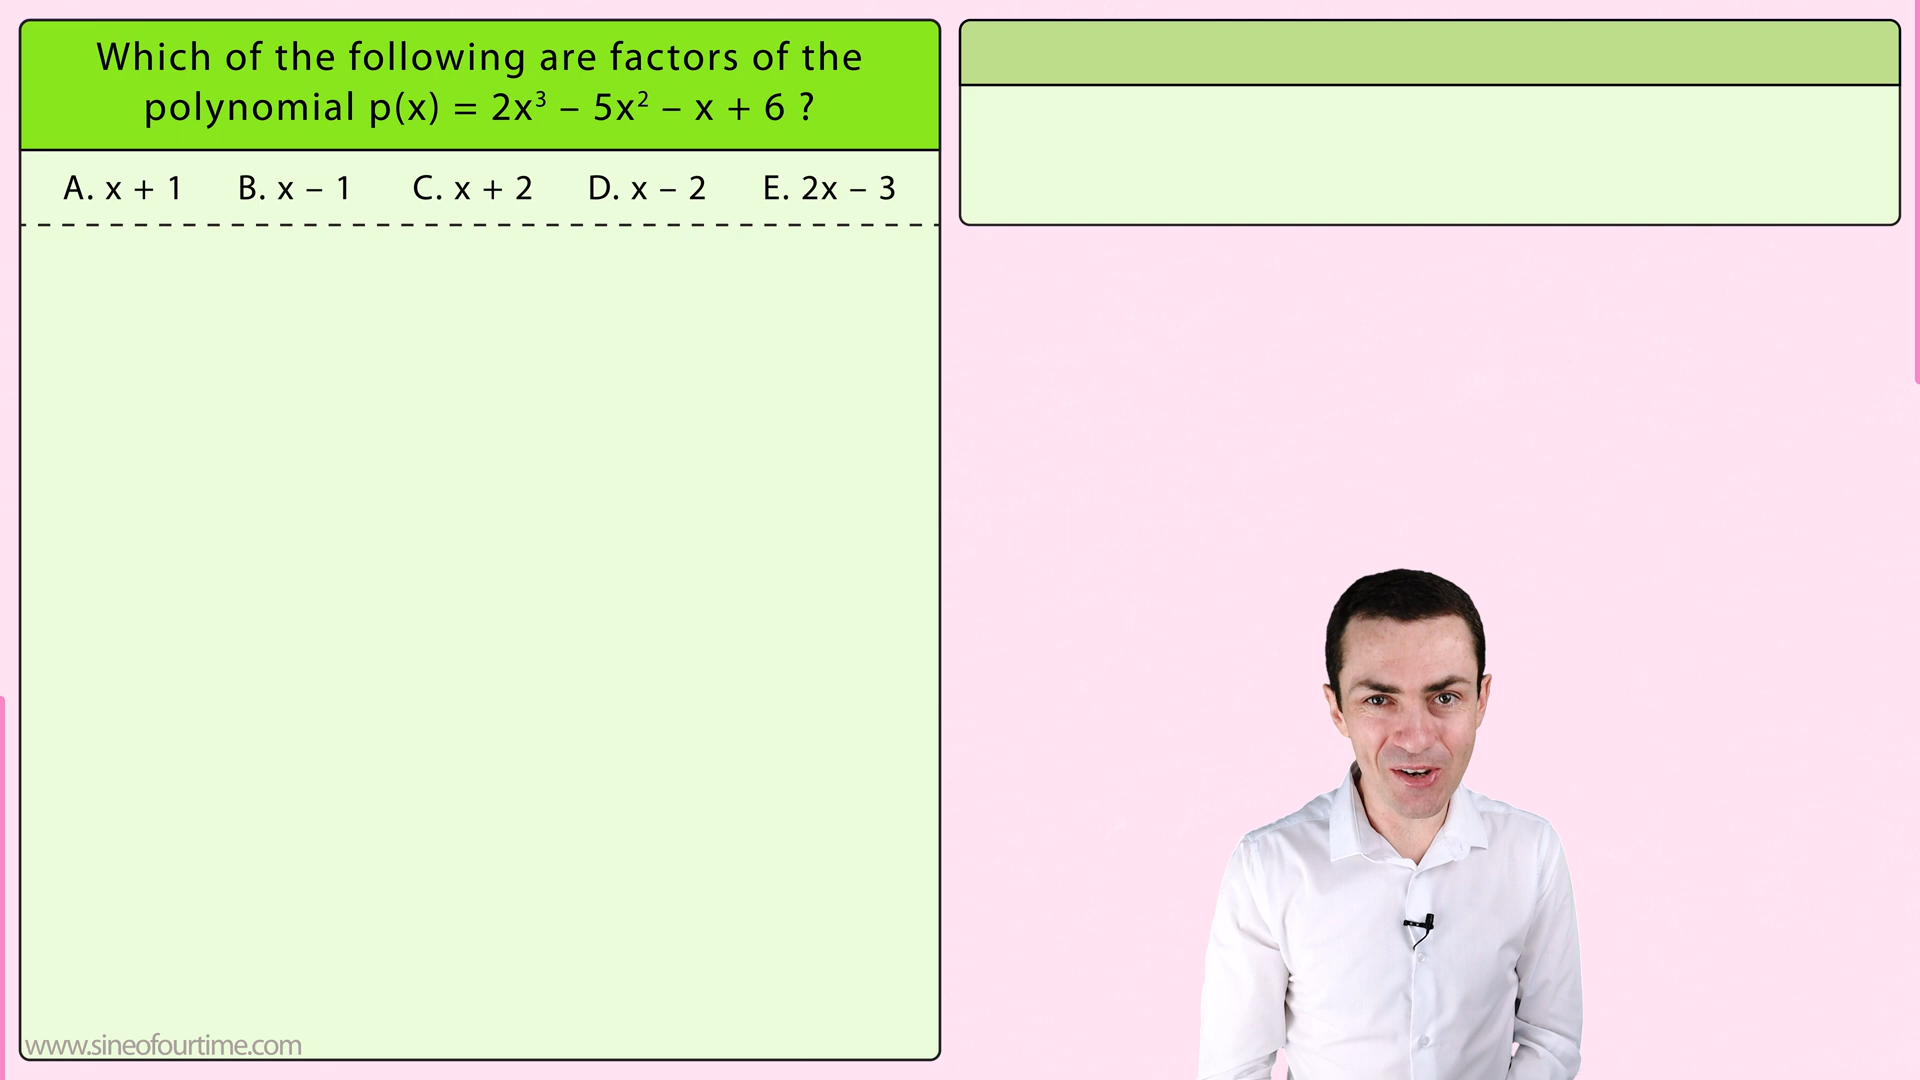 Which of the following are factors of the
polynomial p(x) = 2x³ – 5x² – x + 6 ?
A. x + 1 B. x – 1 C. x + 2 D. x – 2 E. 2x – 3
www.sineofourtime.com